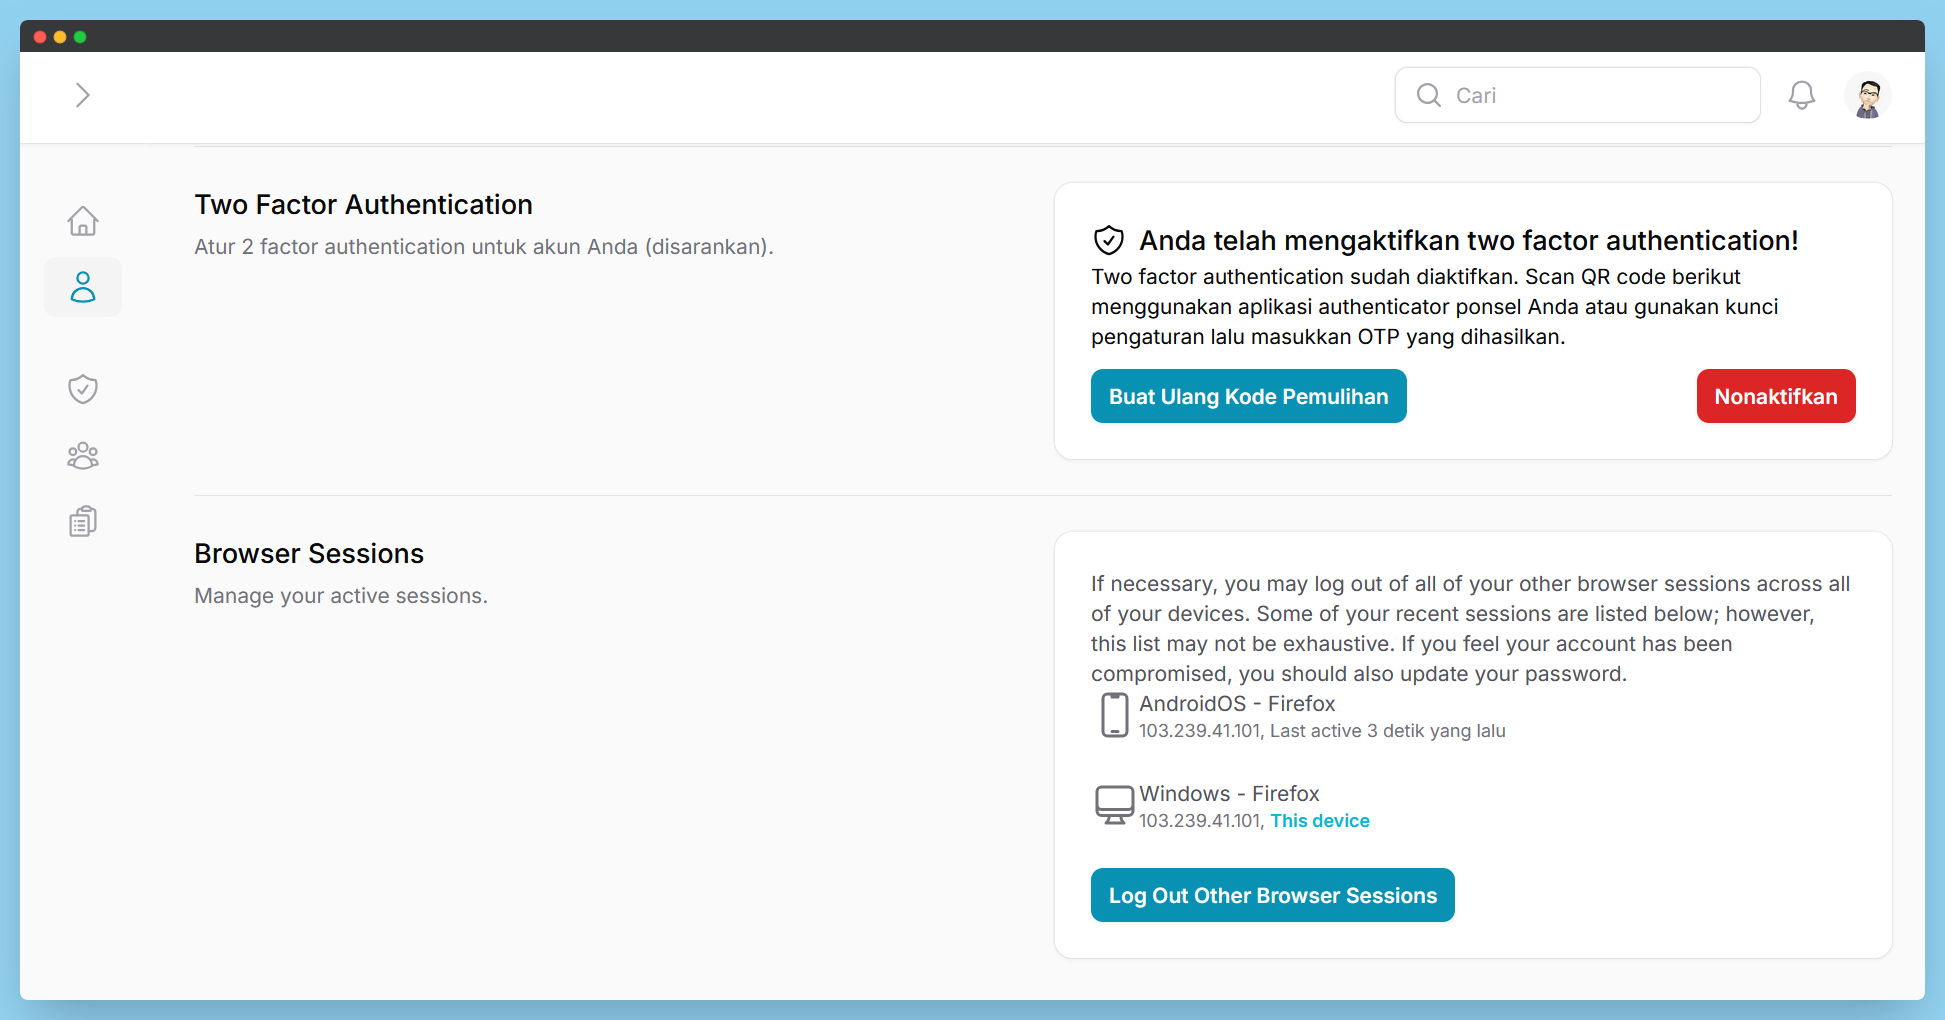 Cari
Two Factor Authentication
Atur 2 factor authentication untuk akun Anda (disarankan).
Anda telah mengaktifkan two factor authentication!
Two factor authentication sudah diaktifkan. Scan QR code berikut
menggunakan aplikasi authenticator ponsel Anda atau gunakan kunci
pengaturan lalu masukkan OTP yang dihasilkan.
Buat Ulang Kode Pemulihan
Nonaktifkan
Browser Sessions
Manage your active sessions.
If necessary, you may log out of all of your other browser sessions across all
of your devices. Some of your recent sessions are listed below; however,
this list may not be exhaustive. If you feel your account has been
compromised, you should also update your password.
AndroidOS - Firefox
103.239.41.101, Last active 3 detik yang lalu
Windows - Firefox
103.239.41.101, This device
Log Out Other Browser Sessions